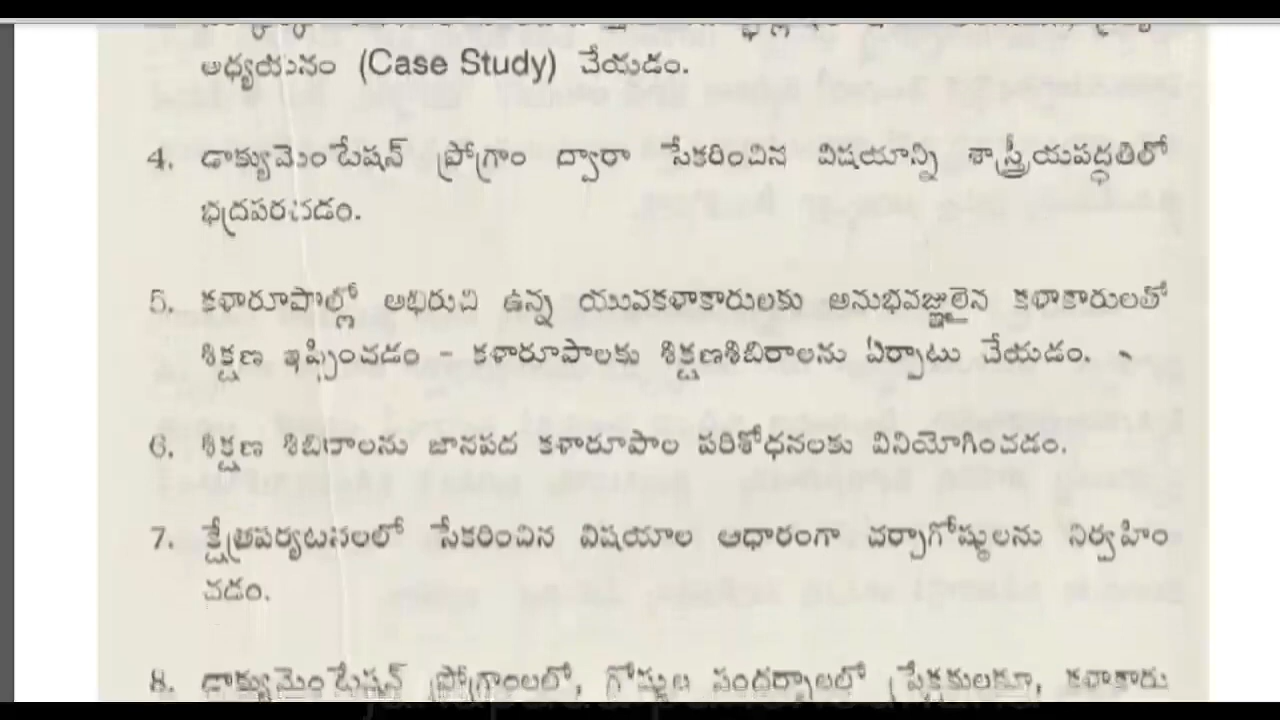 అధ్యయనం (Case Study) చేయడం.
4. డాక్యుమెంటేషన్ ప్రోగ్రాం ద్వారా సేకరించిన విషయాన్ని శాస్త్రీయపద్ధతిలో
భద్రపరచడం.
5. కళారూపాల్లో అభిరుచి ఉన్న యువకళాకారులకు అనుభవజ్ఞులైన కళాకారులతో
శిక్షణ ఇప్పించడం - కళారూపాలకు శిక్షణశిబిరాలను ఏర్పాటు చేయడం.
6. శిక్షణ శిబిరాలను జానపద కళారూపాల పరిశోధనలకు వినియోగించడం.
7. క్షేత్రపర్యటనలలో సేకరించిన విషయాల ఆధారంగా చర్చాగోష్ఠులను నిర్వహిం
చడం.
8. డాక్యుమెంటేషన్ ప్రోగ్రాంలలో, గోష్ఠుల సందర్భాలలో ప్రేక్షకులకూ, కళాకారు